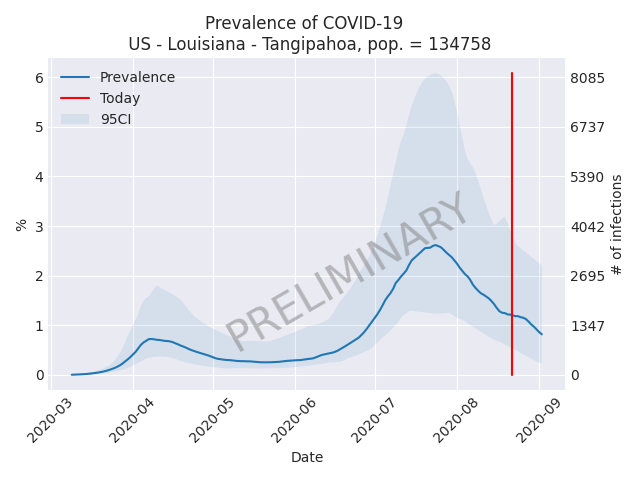 Prevalence of COVID-19
US - Louisiana - Tangipahoa, pop. = 134758
Prevalence
Today
95CI
6
5
4
3
2
1
0
%
8085
6737
5390
4042
2695
1347
0
# of infections
PRELIMINARY
2020-03
2020-04
2020-05
2020-06
2020-07
2020-08
2020-09
Date